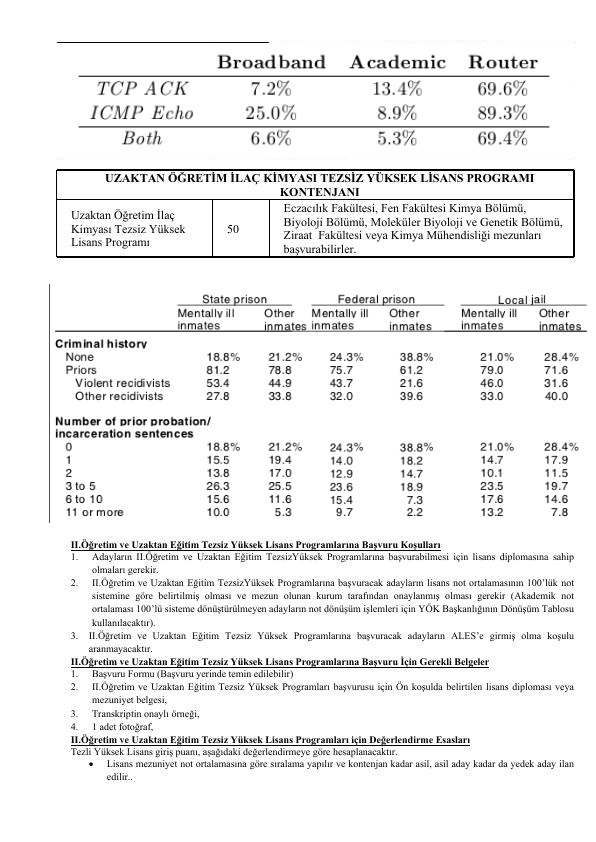 Broadband Academic Router
TCP ACK 7.2% 13.4% 69.6%
ICMP Echo 25.0% 8.9% 89.3%
Both 6.6% 5.3% 69.4%
UZAKTAN ÖĞRETİM İLAÇ KİMYASI TEZSİZ YÜKSEK LİSANS PROGRAMI
KONTENJANI
Uzaktan Öğretim İlaç
Kimyası Tezsiz Yüksek
Lisans Programı
50
Eczacılık Fakültesi, Fen Fakültesi Kimya Bölümü,
Biyoloji Bölümü, Moleküler Biyoloji ve Genetik Bölümü,
Ziraat Fakültesi veya Kimya Mühendisliği mezunları
başvurabilirler.
State prison Federal prison Local jail
Mentally ill Other Mentally ill Other Mentally ill Other
inmates inmates inmates inmates inmates inmates
Criminal history
None 18.8% 21.2% 24.3% 38.8% 21.0% 28.4%
Priors 81.2 78.8 75.7 61.2 79.0 71.6
Violent recidivists 53.4 44.9 43.7 21.6 46.0 31.6
Other recidivists 27.8 33.8 32.0 39.6 33.0 40.0
Number of prior probation/
incarceration sentences
0 18.8% 21.2% 24.3% 38.8% 21.0% 28.4%
1 15.5 19.4 14.0 18.2 14.7 17.9
2 13.8 17.0 12.9 14.7 10.1 11.5
3 to 5 26.3 25.5 23.6 18.9 23.5 19.7
6 to 10 15.6 11.6 15.4 7.3 17.6 14.6
11 or more 10.0 5.3 9.7 2.2 13.2 7.8
II.Öğretim ve Uzaktan Eğitim Tezsiz Yüksek Lisans Programlarına Başvuru Koşulları
1. Adayların II.Öğretim ve Uzaktan Eğitim Tezsiz Yüksek Programlarına başvurabilmesi için lisans diplomasına sahip
olmaları gerekir.
2. II.Öğretim ve Uzaktan Eğitim TezsizYüksek Programlarına başvuracak adayların lisans not ortalamasının 100’lük not
sistemine göre belirtilmiş olması ve mezun olunan kurum tarafından onaylanmış olması gerekir (Akademik not
ortalaması 100’lü sisteme dönüştürülmeyen adayların not dönüşüm işlemleri için YÖK Başkanlığının Dönüşüm Tablosu
kullanılacaktır).
3. II.Öğretim ve Uzaktan Eğitim Tezsiz Yüksek Programlarına başvuracak adayların ALES’e girmiş olma koşulu
aranmayacaktır.
II.Öğretim ve Uzaktan Eğitim Tezsiz Yüksek Lisans Programlarına Başvuru İçin Gerekli Belgeler
1. Başvuru Formu (Başvuru yerinde temin edilebilir)
2. II.Öğretim ve Uzaktan Eğitim Tezsiz Yüksek Programları başvurusu için Ön koşulda belirtilen lisans diploması veya
mezuniyet belgesi,
3. Transkriptin onaylı örneği,
4. 1 adet fotoğraf,
II.Öğretim ve Uzaktan Eğitim Tezsiz Yüksek Lisans Programları için Değerlendirme Esasları
Tezli Yüksek Lisans giriş puanı, aşağıdaki değerlendirmeye göre hesaplanacaktır.
• Lisans mezuniyet not ortalamasına göre sıralama yapılır ve kontenjan kadar asil, asil aday kadar da yedek aday ilan
edilir..